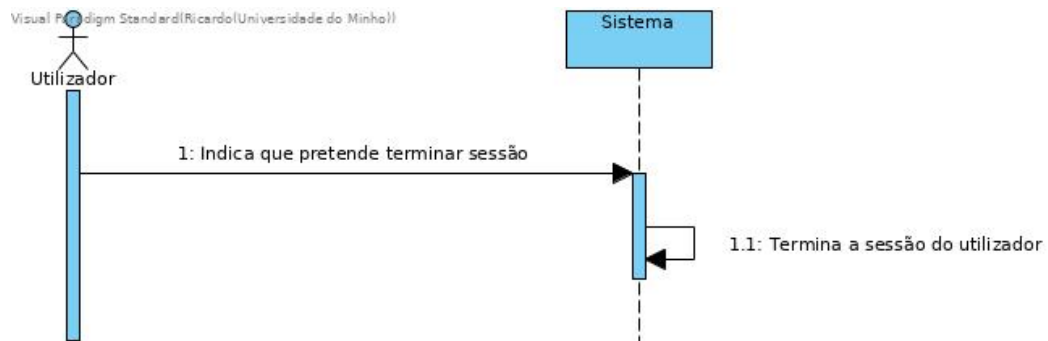 Visual Paradigm Standard(Ricardo(Universidade do Minho))
Sistema
Utilizador
1: Indica que pretende terminar sessão
1.1: Termina a sessão do utilizador